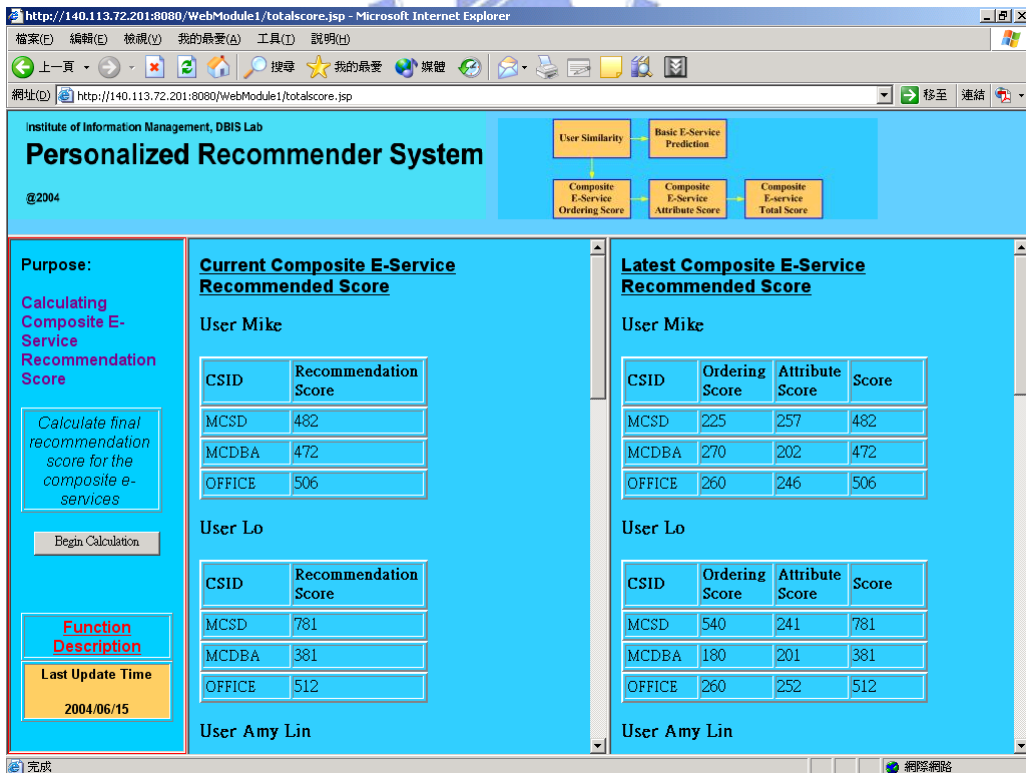 http://140.113.72.201:8080/WebModule1/totalscore.jsp - Microsoft Internet Explorer
檔案(F) 編輯(E) 檢視(V) 我的最愛(A) 工具(T) 說明(H)
上一頁 搜尋 我的最愛 媒體
網址(D) http://140.113.72.201:8080/WebModule1/totalscore.jsp 移至 連結
Institute of Information Management, DBIS Lab
Personalized Recommender System
@2004
User Similarity
Basic E-Service
Prediction
Composite
E-Service
Ordering Score
Composite
E-Service
Attribute Score
Composite
E-service
Total Score
Purpose:
Calculating
Composite E-
Service
Recommendation
Score
Calculate final
recommendation
score for the
composite e-
services
Begin Calculation
Function
Description
Last Update Time
2004/06/15
Current Composite E-Service
Recommended Score
User Mike
CSID Recommendation
Score
MCSD 482
MCDBA 472
OFFICE 506
User Lo
CSID Recommendation
Score
MCSD 781
MCDBA 381
OFFICE 512
User Amy Lin
Latest Composite E-Service
Recommended Score
User Mike
CSID Ordering Score Attribute Score Score
MCSD 225 257 482
MCDBA 270 202 472
OFFICE 260 246 506
User Lo
CSID Ordering Score Attribute Score Score
MCSD 540 241 781
MCDBA 180 201 381
OFFICE 260 252 512
User Amy Lin
完成 網際網路